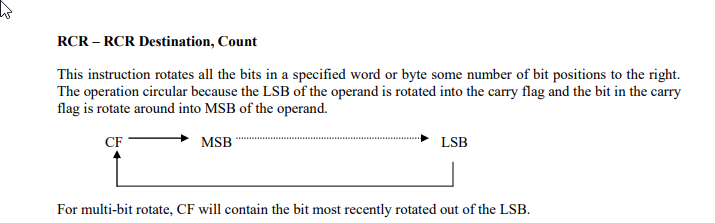 RCR – RCR Destination, Count
This instruction rotates all the bits in a specified word or byte some number of bit positions to the right.
The operation circular because the LSB of the operand is rotated into the carry flag and the bit in the carry
flag is rotate around into MSB of the operand.
CF MSB LSB
For multi-bit rotate, CF will contain the bit most recently rotated out of the LSB.